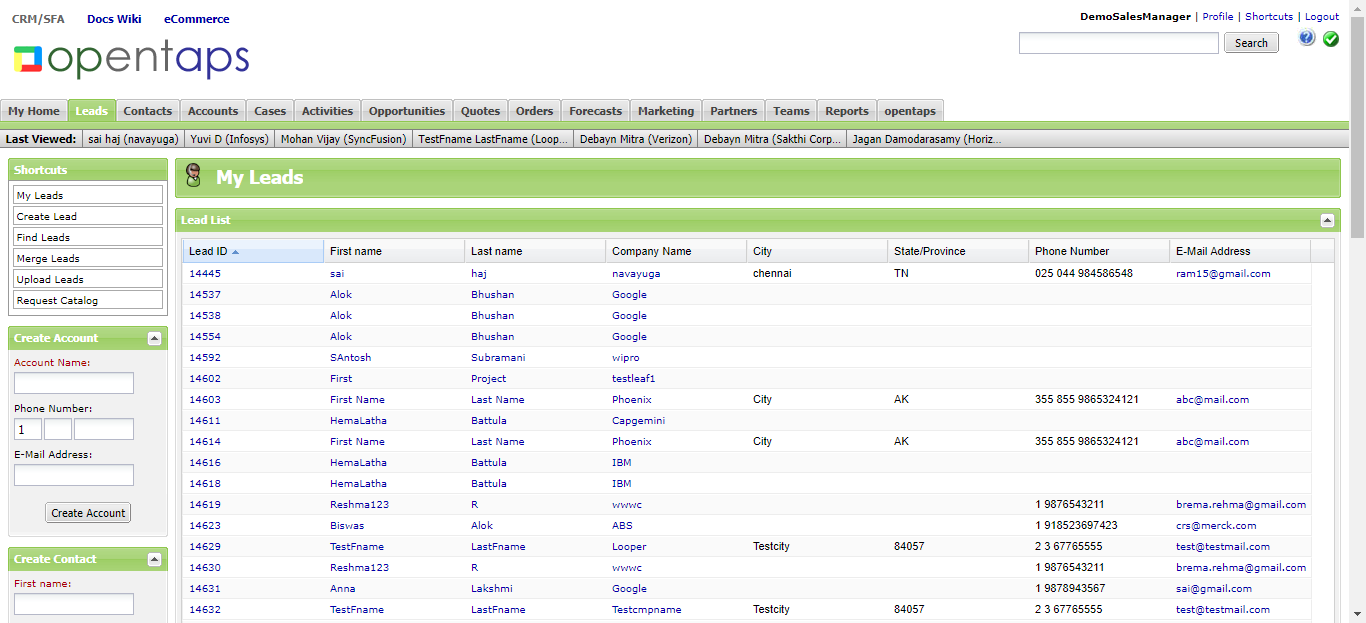 CRM/SFA Docs Wiki eCommerce
DemoSalesManager | Profile | Shortcuts | Logout
opentaps
Search
My Home Leads Contacts Accounts Cases Activities Opportunities Quotes Orders Forecasts Marketing Partners Teams Reports opentaps
Last Viewed: sai haj (navayuga) Yuvi D (Infosys) Mohan Vijay (SyncFusion) TestFname LastFname (Loop... Debayn Mitra (Verizon) Debayn Mitra (Sakthi Corp... Jagan Damodarasamy (Horiz...
Shortcuts
My Leads
Create Lead
Find Leads
Merge Leads
Upload Leads
Request Catalog
Create Account
Account Name:
Phone Number:
1
E-Mail Address:
Create Account
Create Contact
First name:
My Leads
Lead List
Lead ID First name Last name Company Name City State/Province Phone Number E-Mail Address
14445 sai haj navayuga chennai TN 025 044 984586548 ram15@gmail.com
14537 Alok Bhushan Google
14538 Alok Bhushan Google
14554 Alok Bhushan Google
14592 SAntosh Subramani wipro
14602 First Project testleaf1
14603 First Name Last Name Phoenix City AK 355 855 9865324121 abc@mail.com
14611 HemaLatha Battula Capgemini
14614 First Name Last Name Phoenix City AK 355 855 9865324121 abc@mail.com
14616 HemaLatha Battula IBM
14618 HemaLatha Battula IBM
14619 Reshma123 R wwwc 1 9876543211 brema.rehma@gmail.com
14623 Biswas Alok ABS 1 918523697423 crs@merck.com
14629 TestFname LastFname Looper Testcity 84057 2 3 67765555 test@testmail.com
14630 Reshma123 R wwwc 1 9876543211 brema.rehma@gmail.com
14631 Anna Lakshmi Google 1 9878943567 sai@gmail.com
14632 TestFname LastFname Testcmpname Testcity 84057 2 3 67765555 test@testmail.com